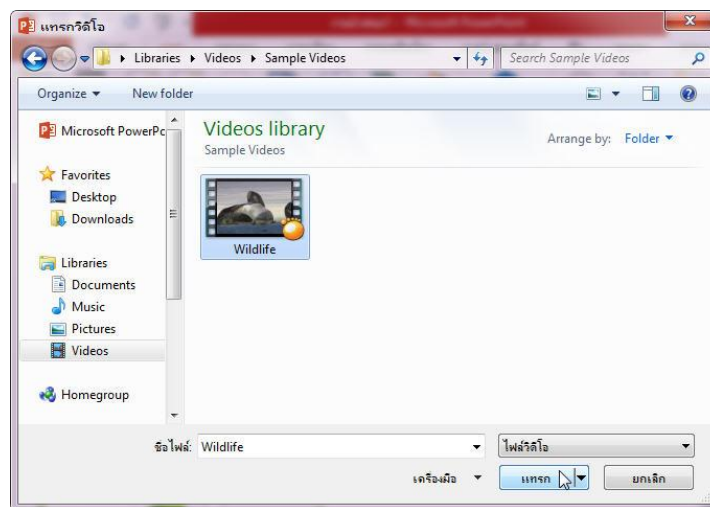 แทรกวิดีโอ
Libraries Videos Sample Videos
Search Sample Videos
Organize New folder
Microsoft PowerPc
Videos library
Sample Videos
Arrange by: Folder
Favorites
Desktop
Downloads
Libraries
Documents
Music
Pictures
Videos
Homegroup
Wildlife
ชื่อไฟล์: Wildlife
ไฟล์วิดีโอ
เครื่องมือ แทรก ยกเลิก